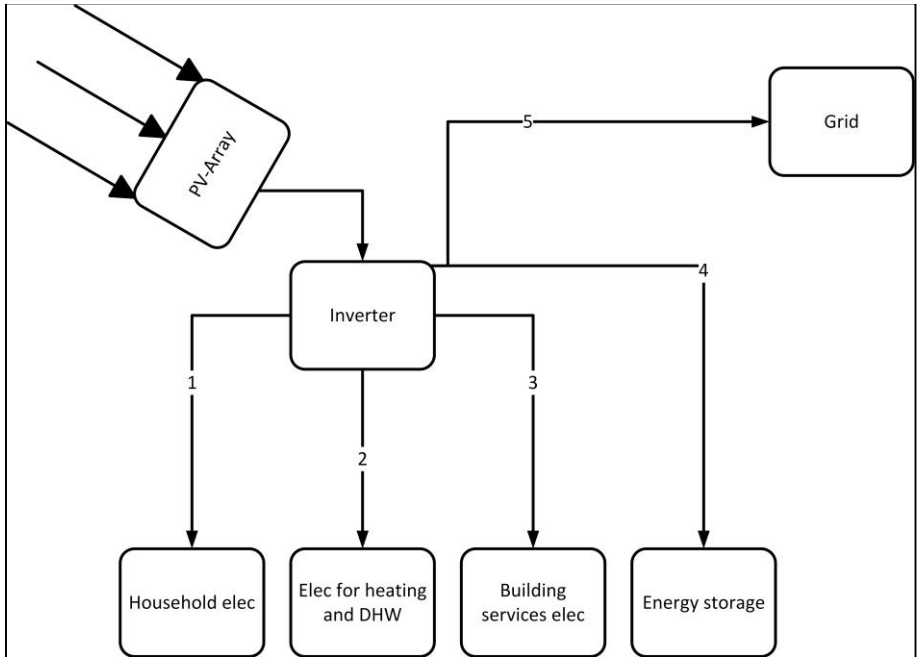 PV-Array
5
Grid
4
Inverter
1
3
2
Household elec
Elec for heating
and DHW
Building
services elec
Energy storage